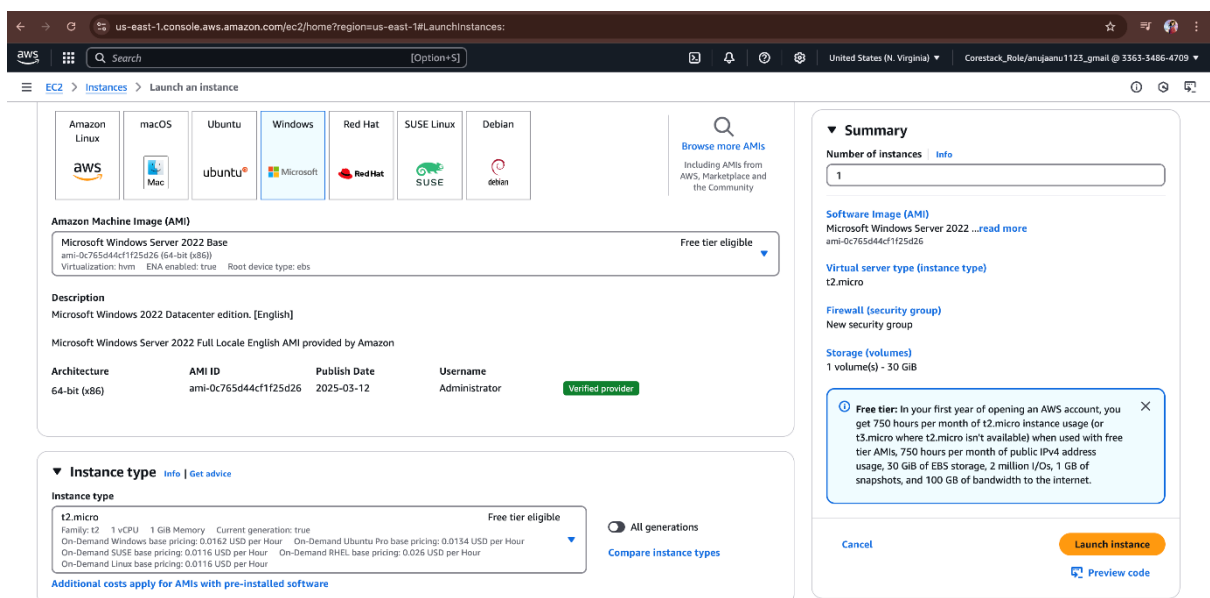 us-east-1.console.aws.amazon.com/ec2/home?region=us-east-1#LaunchInstances:
aws
Search
[Option+S]
United States (N. Virginia)
Corestack_Role/anujaanu1123_gmail @ 3363-3486-4709
EC2 > Instances > Launch an instance
Amazon Linux
aws
macOS
Mac
Ubuntu
ubuntu®
Windows
Microsoft
Red Hat
Red Hat
SUSE Linux
SUSE
Debian
debian
Browse more AMIs
Including AMIs from
AWS, Marketplace and
the Community
Amazon Machine Image (AMI)
Microsoft Windows Server 2022 Base
Free tier eligible
ami-0c765d44cf1f25d26 (64-bit (x86))
Virtualization: hvm ENA enabled: true Root device type: ebs
Description
Microsoft Windows 2022 Datacenter edition. [English]
Microsoft Windows Server 2022 Full Locale English AMI provided by Amazon
Architecture AMI ID Publish Date Username
64-bit (x86) ami-0c765d44cf1f25d26 2025-03-12 Administrator Verified provider
Instance type Info | Get advice
Instance type
t2.micro
Free tier eligible
Family: t2 1 vCPU 1 GiB Memory Current generation: true
On-Demand Windows base pricing: 0.0162 USD per Hour On-Demand Ubuntu Pro base pricing: 0.0134 USD per Hour
On-Demand SUSE base pricing: 0.0116 USD per Hour On-Demand RHEL base pricing: 0.026 USD per Hour
On-Demand Linux base pricing: 0.0116 USD per Hour
All generations
Compare instance types
Additional costs apply for AMIs with pre-installed software
Summary
Number of instances Info
1
Software Image (AMI)
Microsoft Windows Server 2022 ...read more
ami-0c765d44cf1f25d26
Virtual server type (instance type)
t2.micro
Firewall (security group)
New security group
Storage (volumes)
1 volume(s) - 30 GiB
Free tier: In your first year of opening an AWS account, you
get 750 hours per month of t2.micro instance usage (or
t3.micro where t2.micro isn't available) when used with free
tier AMIs, 750 hours per month of public IPv4 address
usage, 30 GiB of EBS storage, 2 million I/Os, 1 GB of
snapshots, and 100 GB of bandwidth to the internet.
Cancel
Launch instance
Preview code